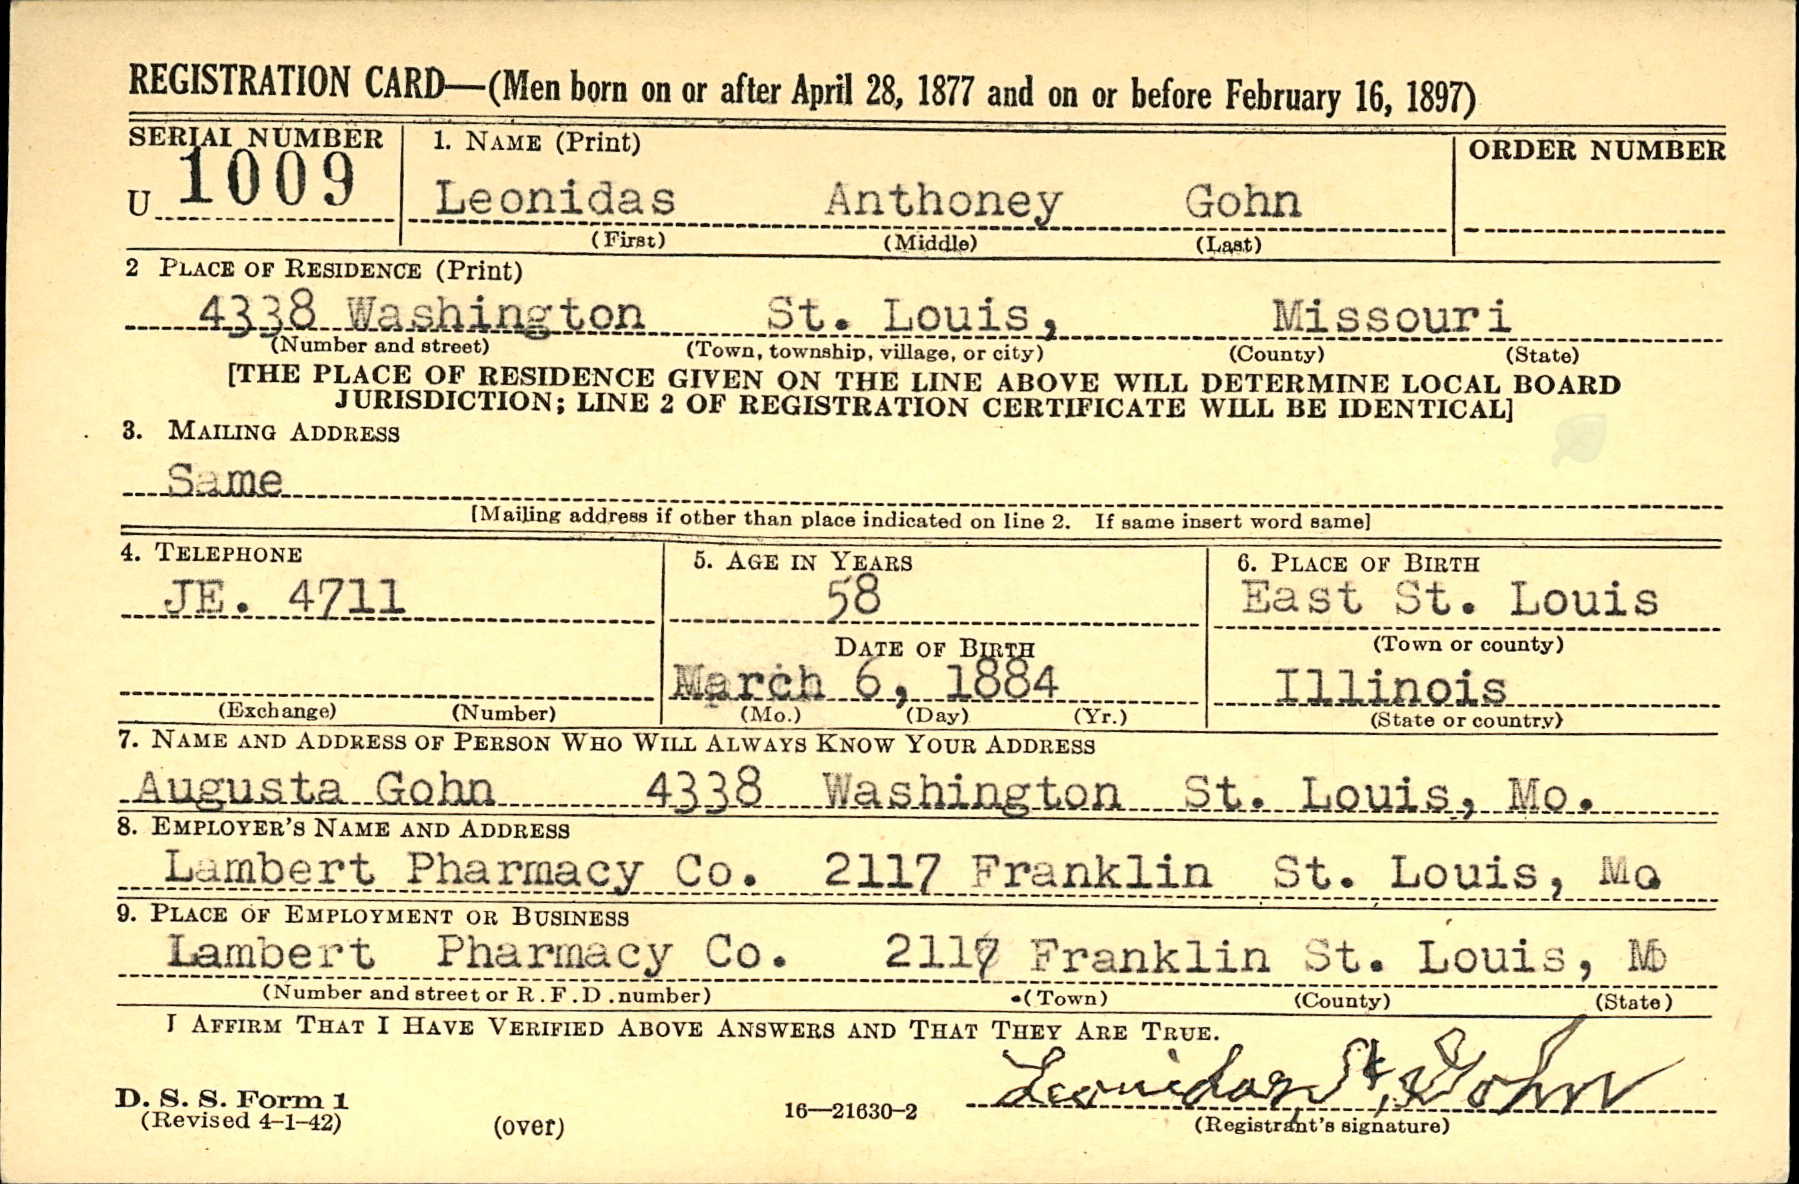 REGISTRATION CARD—(Men born on or after April 28, 1877 and on or before February 16, 1897)
SERIAL NUMBER 1. NAME (Print) ORDER NUMBER
U 1009 Leonidas Anthoney Gohn
(First) (Middle) (Last)
2 PLACE OF RESIDENCE (Print)
4338 Washington St. Louis, Missouri
(Number and street) (Town, township, village, or city) (County) (State)
[THE PLACE OF RESIDENCE GIVEN ON THE LINE ABOVE WILL DETERMINE LOCAL BOARD
JURISDICTION; LINE 2 OF REGISTRATION CERTIFICATE WILL BE IDENTICAL]
3. MAILING ADDRESS
Same
[Mailing address if other than place indicated on line 2. If same insert word same]
4. TELEPHONE 5. AGE IN YEARS 6. PLACE OF BIRTH
JE. 4711 58 East St. Louis
DATE OF BIRTH (Town or county)
March 6, 1884 Illinois
(Exchange) (Number) (Mo.) (Day) (Yr.) (State or country)
7. NAME AND ADDRESS OF PERSON WHO WILL ALWAYS KNOW YOUR ADDRESS
Augusta Gohn 4338 Washington St. Louis, Mo.
8. EMPLOYER'S NAME AND ADDRESS
Lambert Pharmacy Co. 2117 Franklin St. Louis, Mo
9. PLACE OF EMPLOYMENT OR BUSINESS
Lambert Pharmacy Co. 2117 Franklin St. Louis, Mo
(Number and street or R.F.D. number) (Town) (County) (State)
I AFFIRM THAT I HAVE VERIFIED ABOVE ANSWERS AND THAT THEY ARE TRUE.
Leonidas Gohn
D. S. S. Form 1
(Revised 4-1-42) (over) 16—21630-2 (Registrant's signature)